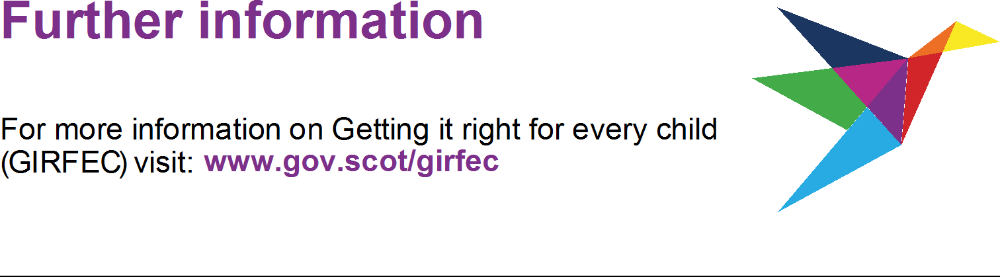 Further information
For more information on Getting it right for every child
(GIRFEC) visit: www.gov.scot/girfec